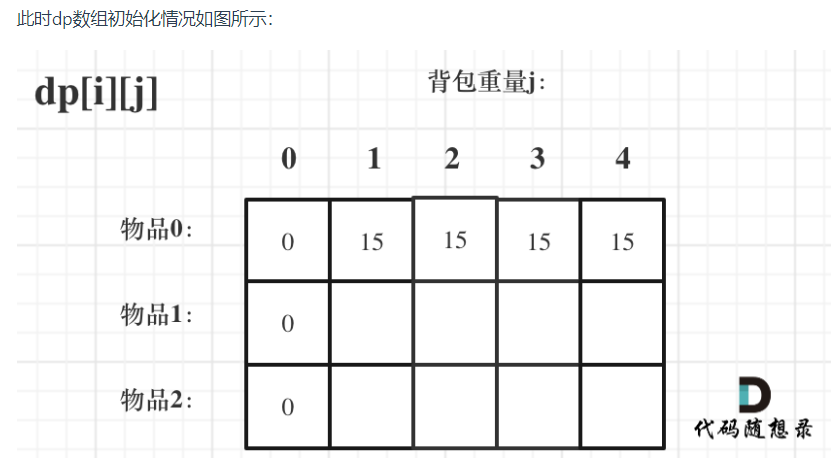 此时dp数组初始化情况如图所示：
dp[i][j]
背包重量j：
0 1 2 3 4
物品0： 0 15 15 15 15
物品1： 0
物品2： 0
代码随想录